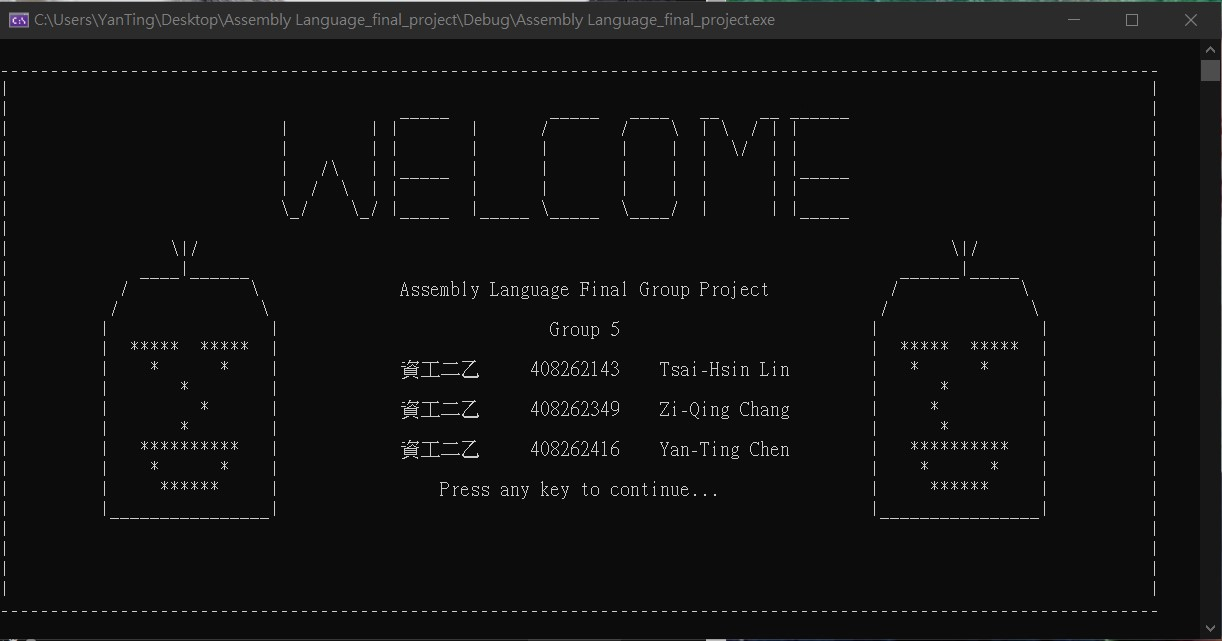 C:\Users\YanTing\Desktop\Assembly Language_final_project\Debug\Assembly Language_final_project.exe
WELCOME
Assembly Language Final Group Project
Group 5
資工二乙 408262143 Tsai-Hsin Lin
資工二乙 408262349 Zi-Qing Chang
資工二乙 408262416 Yan-Ting Chen
Press any key to continue...